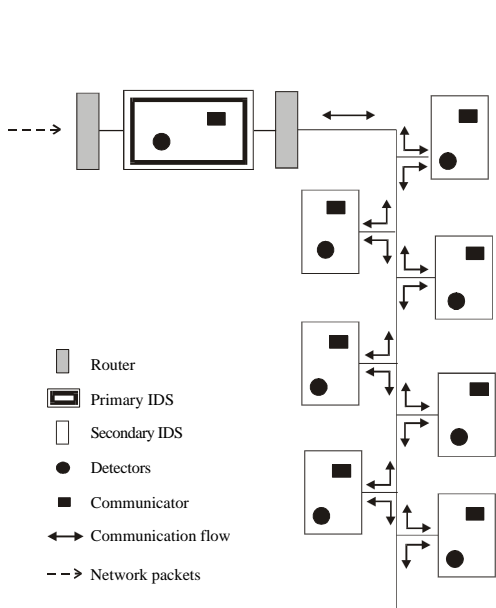 Router
Primary IDS
Secondary IDS
Detectors
Communicator
Communication flow
Network packets